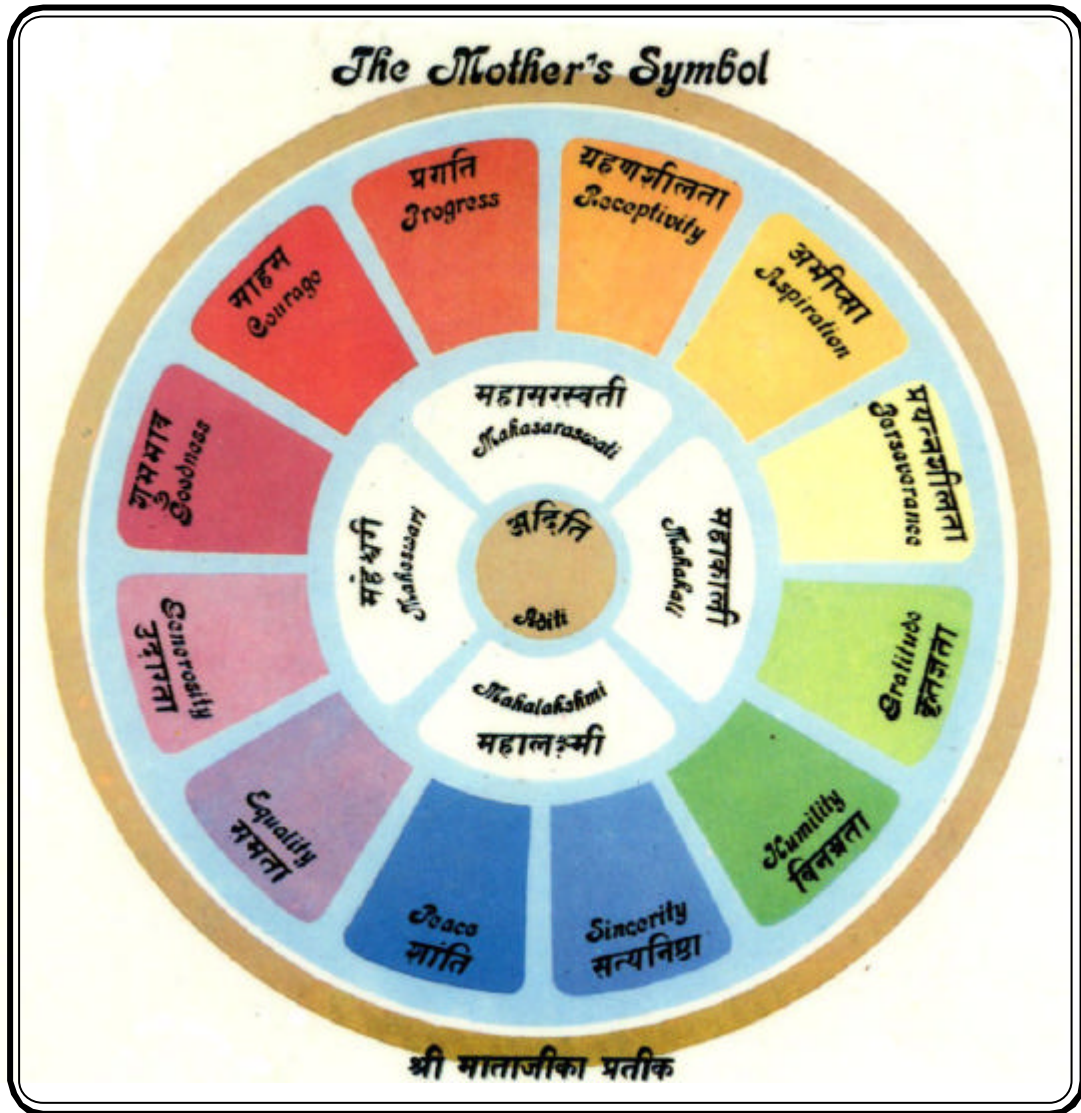 The Mother's Symbol
प्रगति
Progress
ग्रहणशीलता
Receptivity
अभीप्सा
Aspiration
प्रयत्नशीलता
Perseverance
कृतज्ञता
Gratitude
Humility
विनम्रता
Sincerity
सत्यनिष्ठा
Peace
शांति
Equality
समता
Generosity
उदारता
शुभभाव
Goodness
साहस
Courage
महासरस्वती
Mahasaraswati
महाकाली
Mahakali
Mahalakshmi
महालक्ष्मी
महेश्वरी
Maheswari
अदिति
Aditi
श्री माताजीका प्रतीक